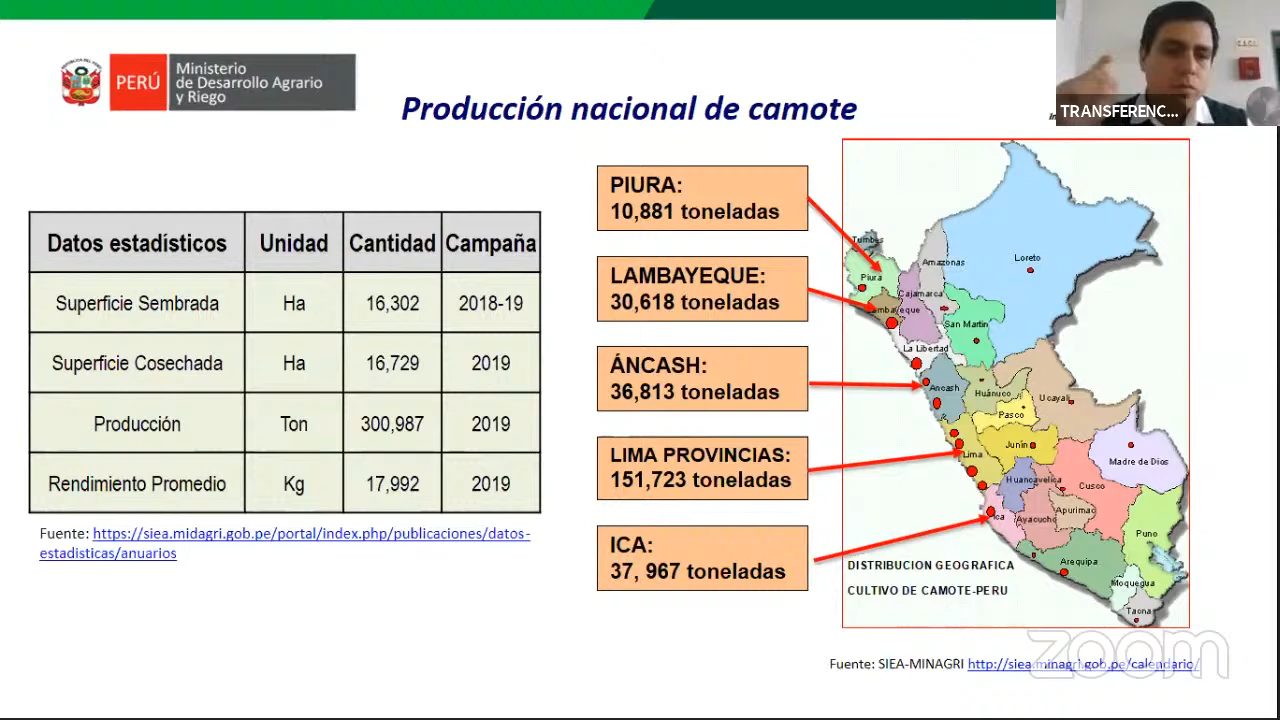 PERÚ
Ministerio
de Desarrollo Agrario
y Riego
Producción nacional de camote
TRANSFERENC...
Datos estadísticos Unidad Cantidad Campaña
Superficie Sembrada Ha 16,302 2018-19
Superficie Cosechada Ha 16,729 2019
Producción Ton 300,987 2019
Rendimiento Promedio Kg 17,992 2019
Fuente: https://siea.midagri.gob.pe/portal/index.php/publicaciones/datos-
estadisticas/anuarios
PIURA:
10,881 toneladas
LAMBAYEQUE:
30,618 toneladas
ÁNCASH:
36,813 toneladas
LIMA PROVINCIAS:
151,723 toneladas
ICA:
37, 967 toneladas
Tumbes
Amazonas
Loreto
Piura
Cajamarca
Lambayeque
San Martin
La Libertad
Ancash
Huánuco
Ucayali
Pasco
Junín
Lima
Madre de Dios
Huancavelica
Cusco
Ica
Ayacucho
Apurimac
Puno
Arequipa
Moquegua
Tacna
DISTRIBUCION GEOGRAFICA
CULTIVO DE CAMOTE-PERU
zoom
Fuente: SIEA-MINAGRI http://siea.minagri.gob.pe/calendario/